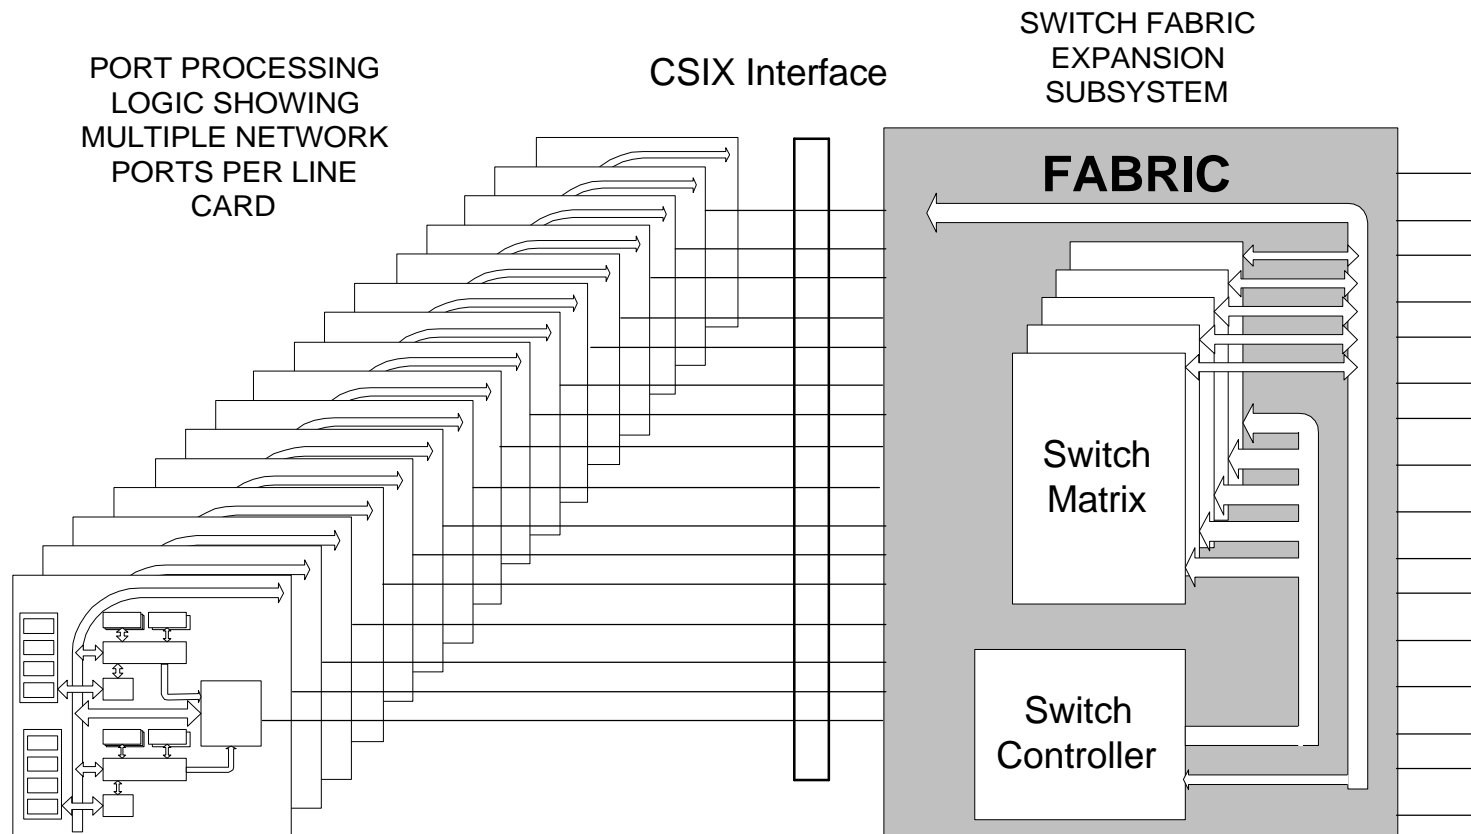 PORT PROCESSING
LOGIC SHOWING
MULTIPLE NETWORK
PORTS PER LINE
CARD
CSIX Interface
SWITCH FABRIC
EXPANSION
SUBSYSTEM
FABRIC
Switch
Matrix
Switch
Controller